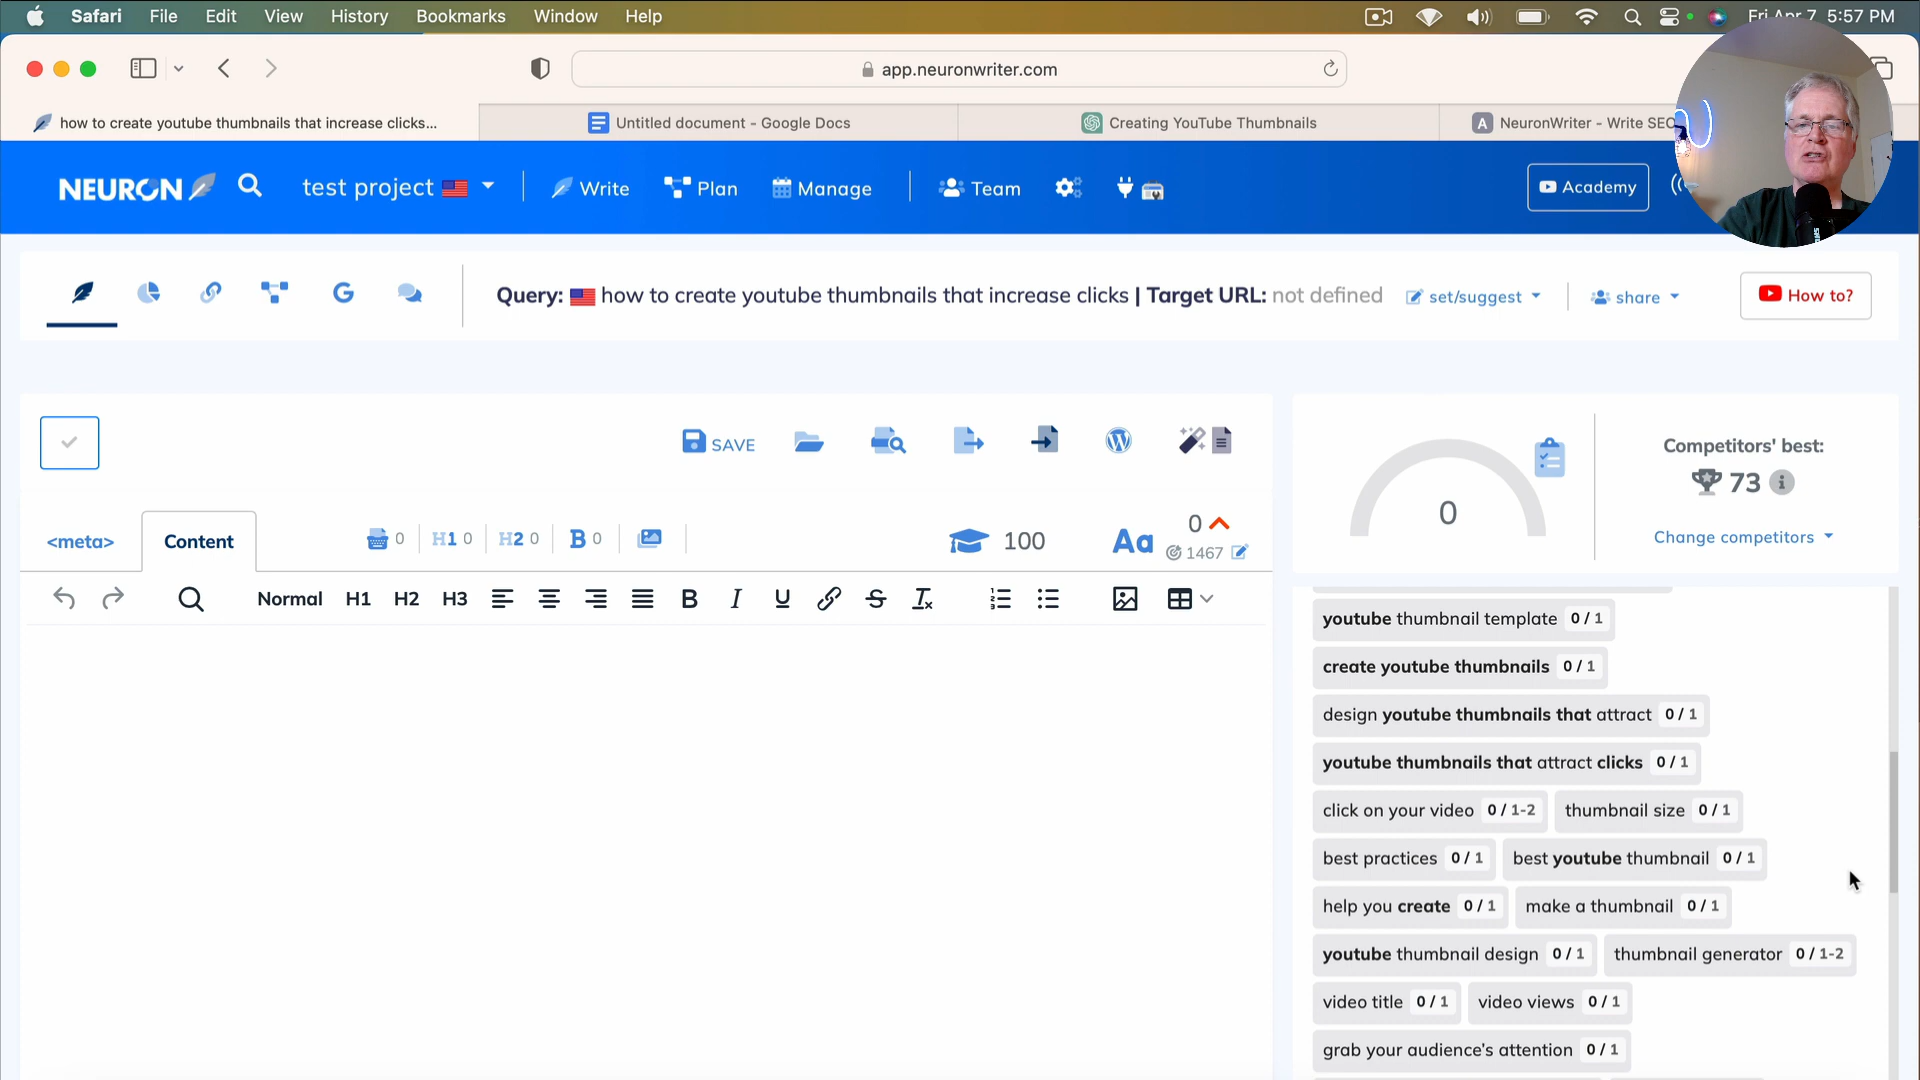 Safari File Edit View History Bookmarks Window Help Fri Apr 7 5:57 PM
app.neuronwriter.com
how to create youtube thumbnails that increase clicks... Untitled document - Google Docs Creating YouTube Thumbnails A NeuronWriter - Write SEO
NEURON test project Write Plan Manage Team Academy
Query: how to create youtube thumbnails that increase clicks | Target URL: not defined set/suggest share How to?
SAVE
Competitors' best:
0 73
Change competitors
<meta> Content 0 H1 0 H2 0 B 0 100 Aa 0 1467
Normal H1 H2 H3 B I U S
youtube thumbnail template 0 / 1
create youtube thumbnails 0 / 1
design youtube thumbnails that attract 0 / 1
youtube thumbnails that attract clicks 0 / 1
click on your video 0 / 1-2 thumbnail size 0 / 1
best practices 0 / 1 best youtube thumbnail 0 / 1
help you create 0 / 1 make a thumbnail 0 / 1
youtube thumbnail design 0 / 1 thumbnail generator 0 / 1-2
video title 0 / 1 video views 0 / 1
grab your audience's attention 0 / 1